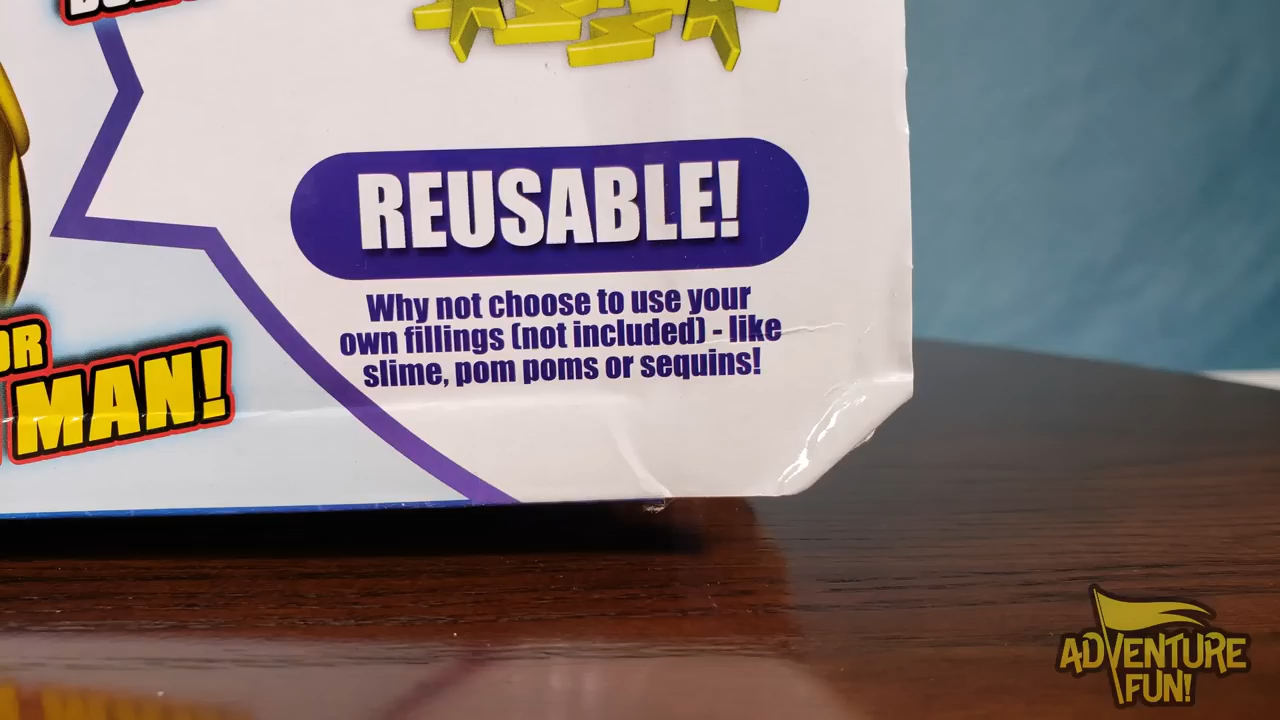 REUSABLE!
Why not choose to use your
own fillings (not included) - like
slime, pom poms or sequins!
MAN!
ADVENTURE
FUN!